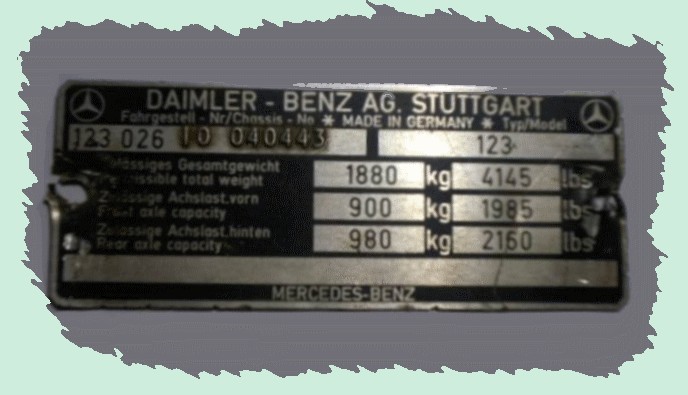 DAIMLER - BENZ AG. STUTTGART
Fahrgestell - Nr/Chassis - No * MADE IN GERMANY * Typ/Model
123 026 10 040443 123
Zulässiges Gesamtgewicht
Permissible total weight 1880 kg 4145 lbs
Zulässige Achslast.vorn
Front axle capacity 900 kg 1985 lbs
Zulässige Achslast.hinten
Rear axle capacity 980 kg 2160 lbs
MERCEDES-BENZ